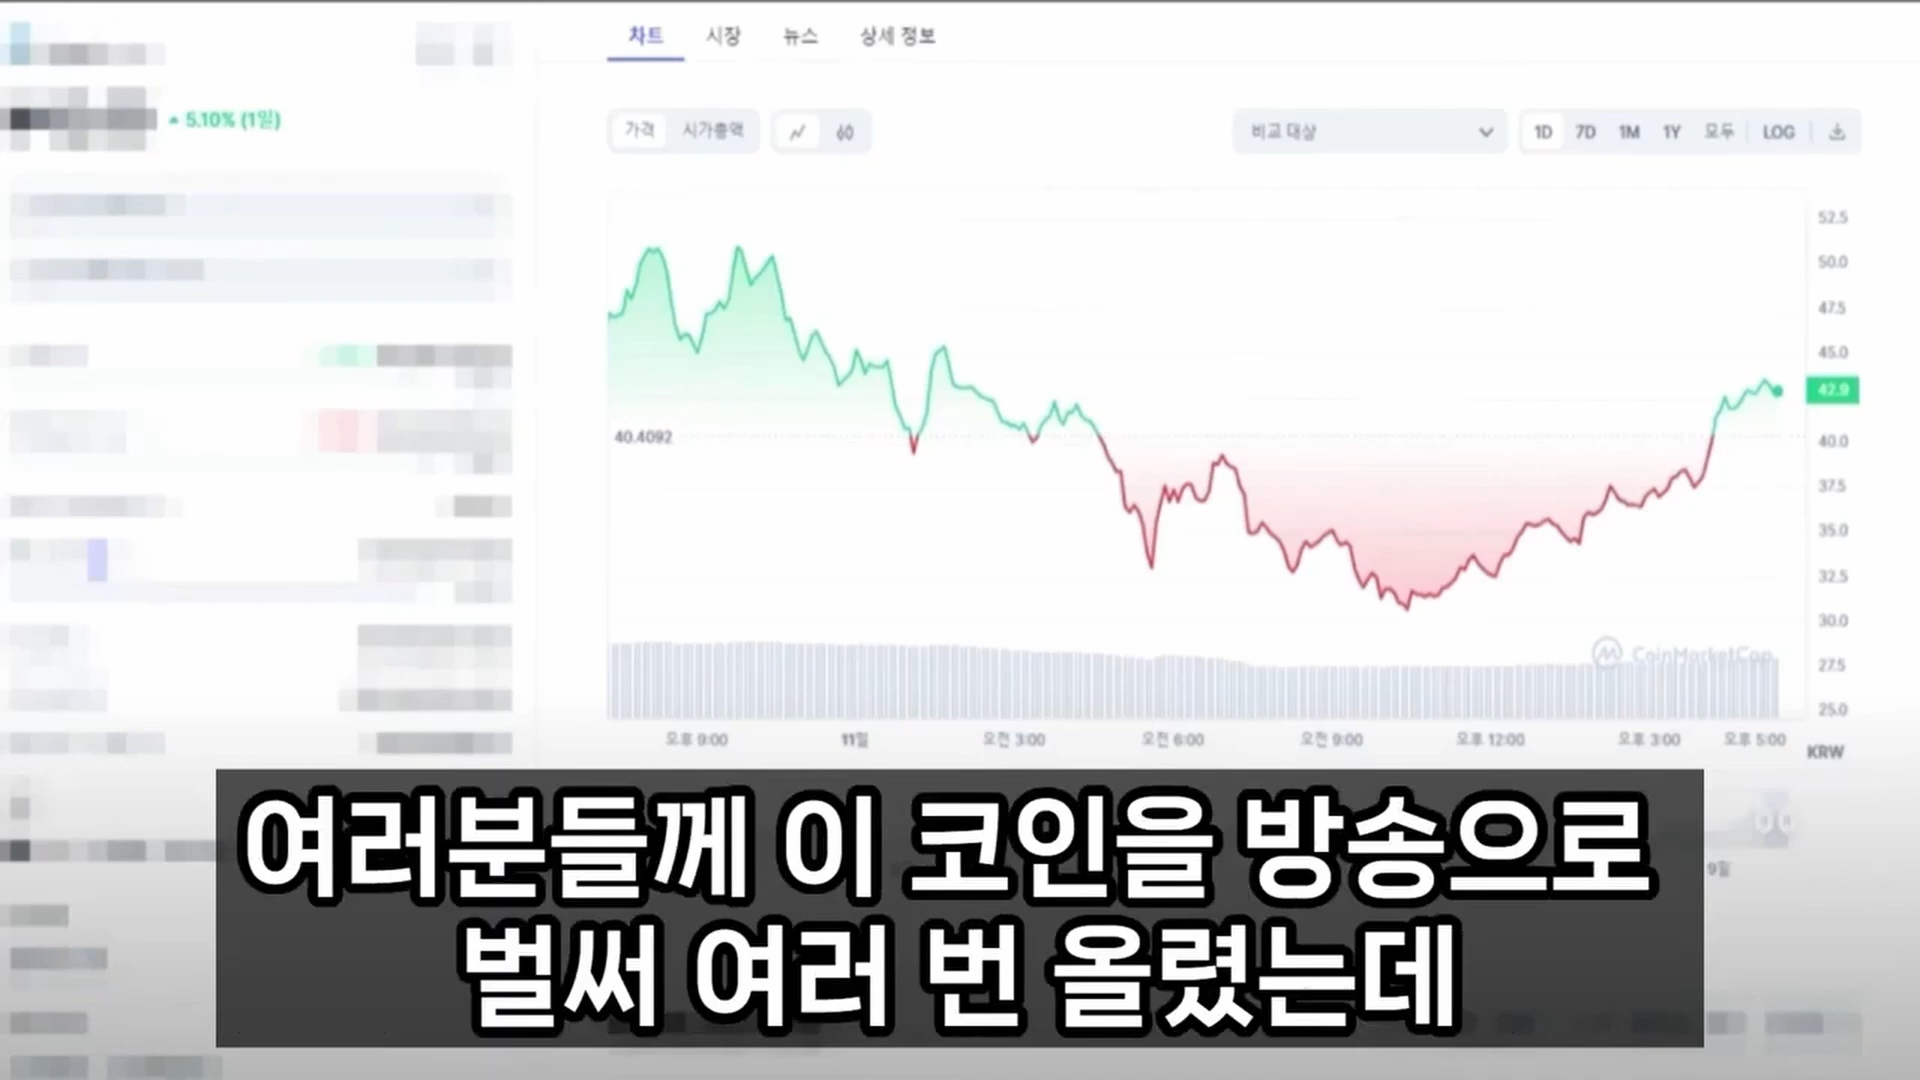 차트 시장 뉴스 상세 정보
5.10% (1일)
가격 시가총액
비교 대상
1D 7D 1M 1Y 모두 LOG
52.5
50.0
47.5
45.0
42.9
40.4092
40.0
37.5
35.0
32.5
30.0
CoinMarketCap
27.5
25.0
오후 9:00 11일 오전 3:00 오전 6:00 오전 9:00 오후 12:00 오후 3:00 오후 5:00
KRW
여러분들께 이 코인을 방송으로
9월
벌써 여러 번 올렸는데